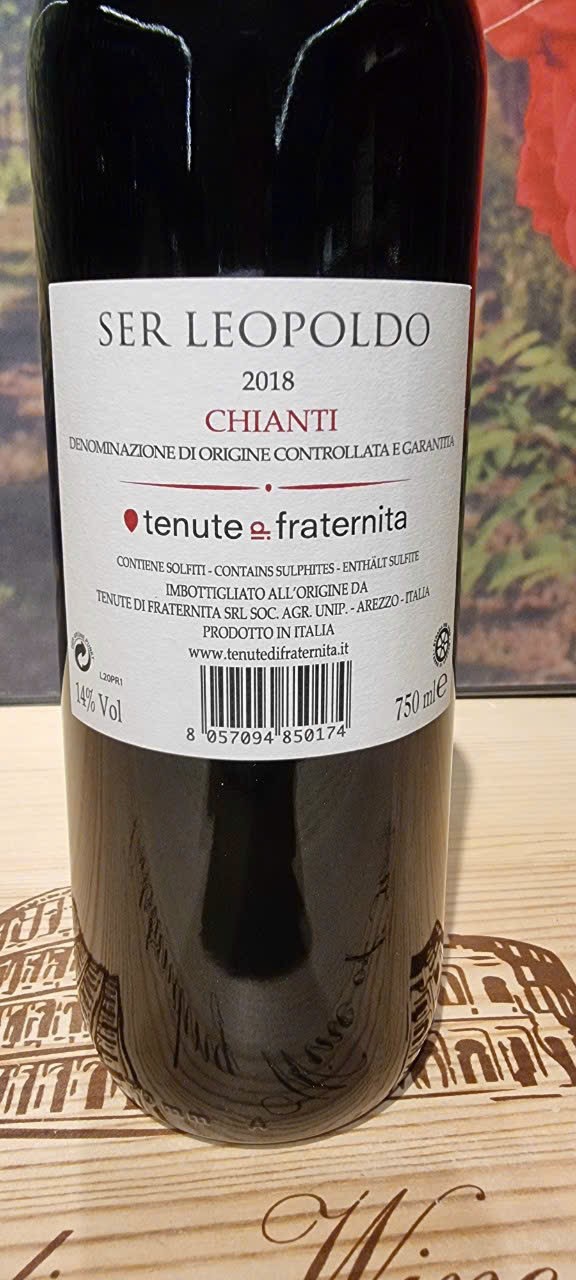 SER LEOPOLDO
2018
CHIANTI
DENOMINAZIONE DI ORIGINE CONTROLLATA E GARANTITA
tenute di fraternita
CONTIENE SOLFITI - CONTAINS SULPHITES - ENTHÄLT SULFITE
IMBOTTIGLIATO ALL'ORIGINE DA
TENUTE DI FRATERNITA SRL SOC. AGR. UNIP. - AREZZO - ITALIA
PRODOTTO IN ITALIA
www.tenutedifraternita.it
L20PR1
14% Vol
750 ml e
8 057094 850174
Wine